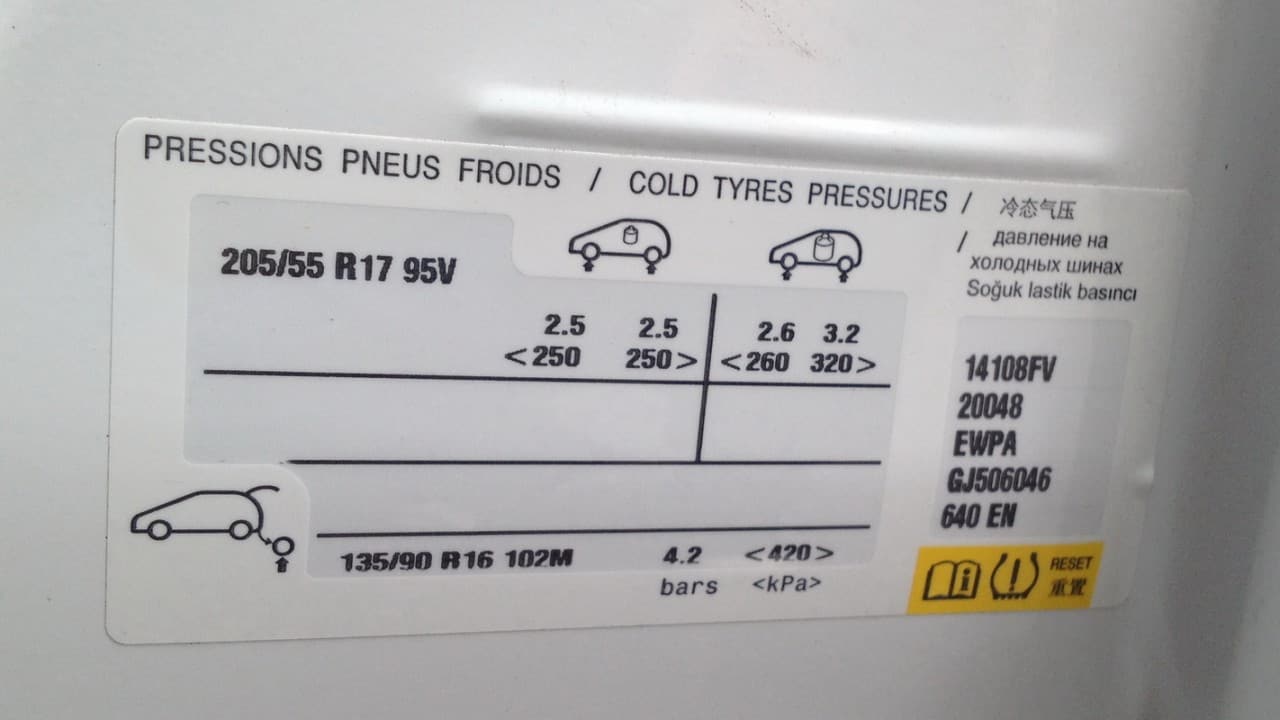 PRESSIONS PNEUS FROIDS / COLD TYRES PRESSURES / 冷态气压
/ давление на
холодных шинах
Soğuk lastik basıncı
205/55 R17 95V
2.5 2.5 2.6 3.2
<250 250> <260 320>
135/90 R16 102M 4.2 <420>
bars <kPa>
14108FV
20048
EWPA
GJ506046
640 EN
RESET
重置